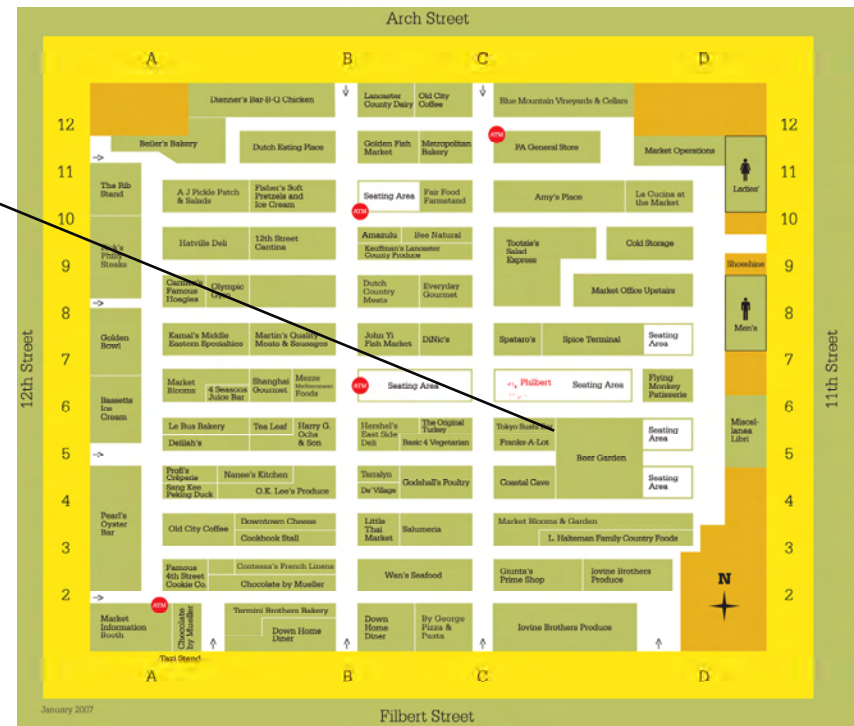 Arch Street
A
B
C
D
Dienner's Bar-B-Q Chicken
Lancaster
County Dairy
Old City
Coffee
Blue Mountain Vineyards & Cellars
12
12
ATM
Beiler's Bakery
Dutch Eating Place
Golden Fish
Market
Metropolitan
Bakery
PA General Store
Market Operations
11
11
The Rib
Stand
A J Pickle Patch
& Salads
Fisher's Soft
Pretzels and
Ice Cream
Seating Area
Fair Food
Farmstand
Amy's Place
La Cucina at
the Market
Ladies'
ATM
10
10
Rick's
Philly
Steaks
Hatville Deli
12th Street
Cantina
Amazulu
Bee Natural
Kauffman's Lancaster
County Produce
Tootsie's
Salad
Express
Cold Storage
9
9
Shoeshine
Carmen's
Famous
Hoagies
Olympic
Gyro
Dutch
Country
Meats
Everyday
Gourmet
Market Office Upstairs
8
8
Men's
12th Street
11th Street
Golden
Bowl
Kamal's Middle
Eastern Specialties
Martin's Quality
Meats & Sausages
John Yi
Fish Market
DiNic's
Spataro's
Spice Terminal
Seating
Area
7
7
Bassetts
Ice
Cream
Market
Blooms
4 Seasons
Juice Bar
Shanghai
Gourmet
Mezze
Mediterranean
Foods
ATM
Seating Area
Philbert
Seating Area
Flying
Monkey
Patisserie
6
6
Miscel-
lanea
Libri
Le Bus Bakery
Tea Leaf
Harry G.
Ochs
& Son
Delilah's
Hershel's
East Side
Deli
The Original
Turkey
Basic 4 Vegetarian
Tokyo Sushi Bar
Franks-A-Lot
Beer Garden
Seating
Area
5
5
Profi's
Crêperie
Nanee's Kitchen
Sang Kee
Peking Duck
O.K. Lee's Produce
Terralyn
De'Village
Godshall's Poultry
Coastal Cave
Seating
Area
4
4
Pearl's
Oyster
Bar
Old City Coffee
Downtown Cheese
Cookbook Stall
Little
Thai
Market
Salumeria
Market Blooms & Garden
L. Halteman Family Country Foods
3
3
Famous
4th Street
Cookie Co.
Contessa's French Linens
Chocolate by Mueller
Wan's Seafood
Giunta's
Prime Shop
Iovine Brothers
Produce
N
2
2
ATM
Market
Information
Booth
Chocolate
by Mueller
Termini Brothers Bakery
Down Home
Diner
Down
Home
Diner
By George
Pizza &
Pasta
Iovine Brothers Produce
Taxi Stand
A
B
C
D
January 2007
Filbert Street